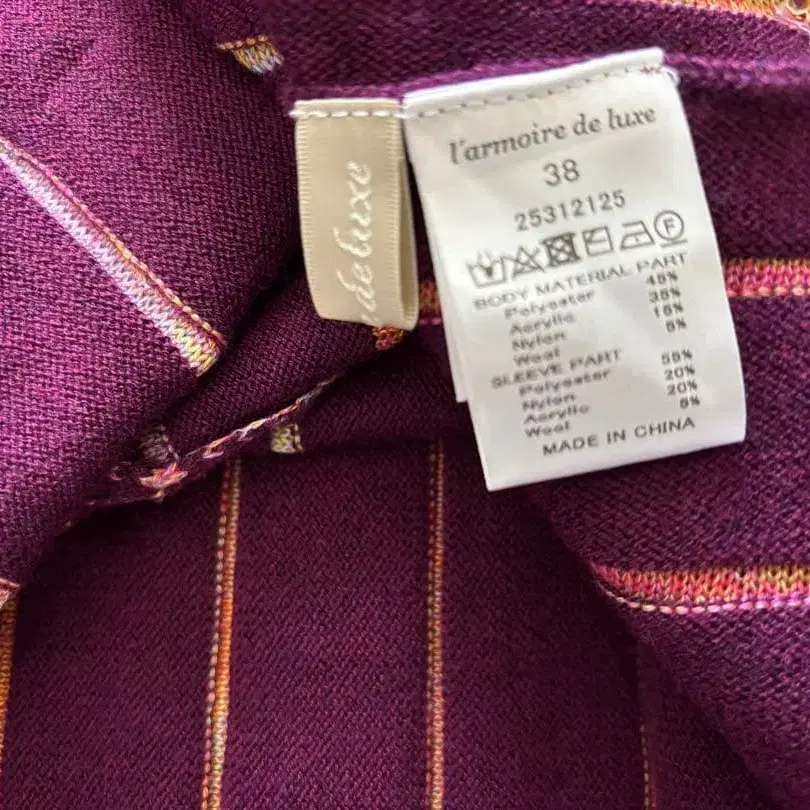 de luxe
l'armoire de luxe
38
25312125
F
BODY MATERIAL PART
Polyester 45%
Acrylic 35%
Nylon 15%
Wool 5%
SLEEVE PART
Polyester 55%
Nylon 20%
Acrylic 20%
Wool 5%
MADE IN CHINA